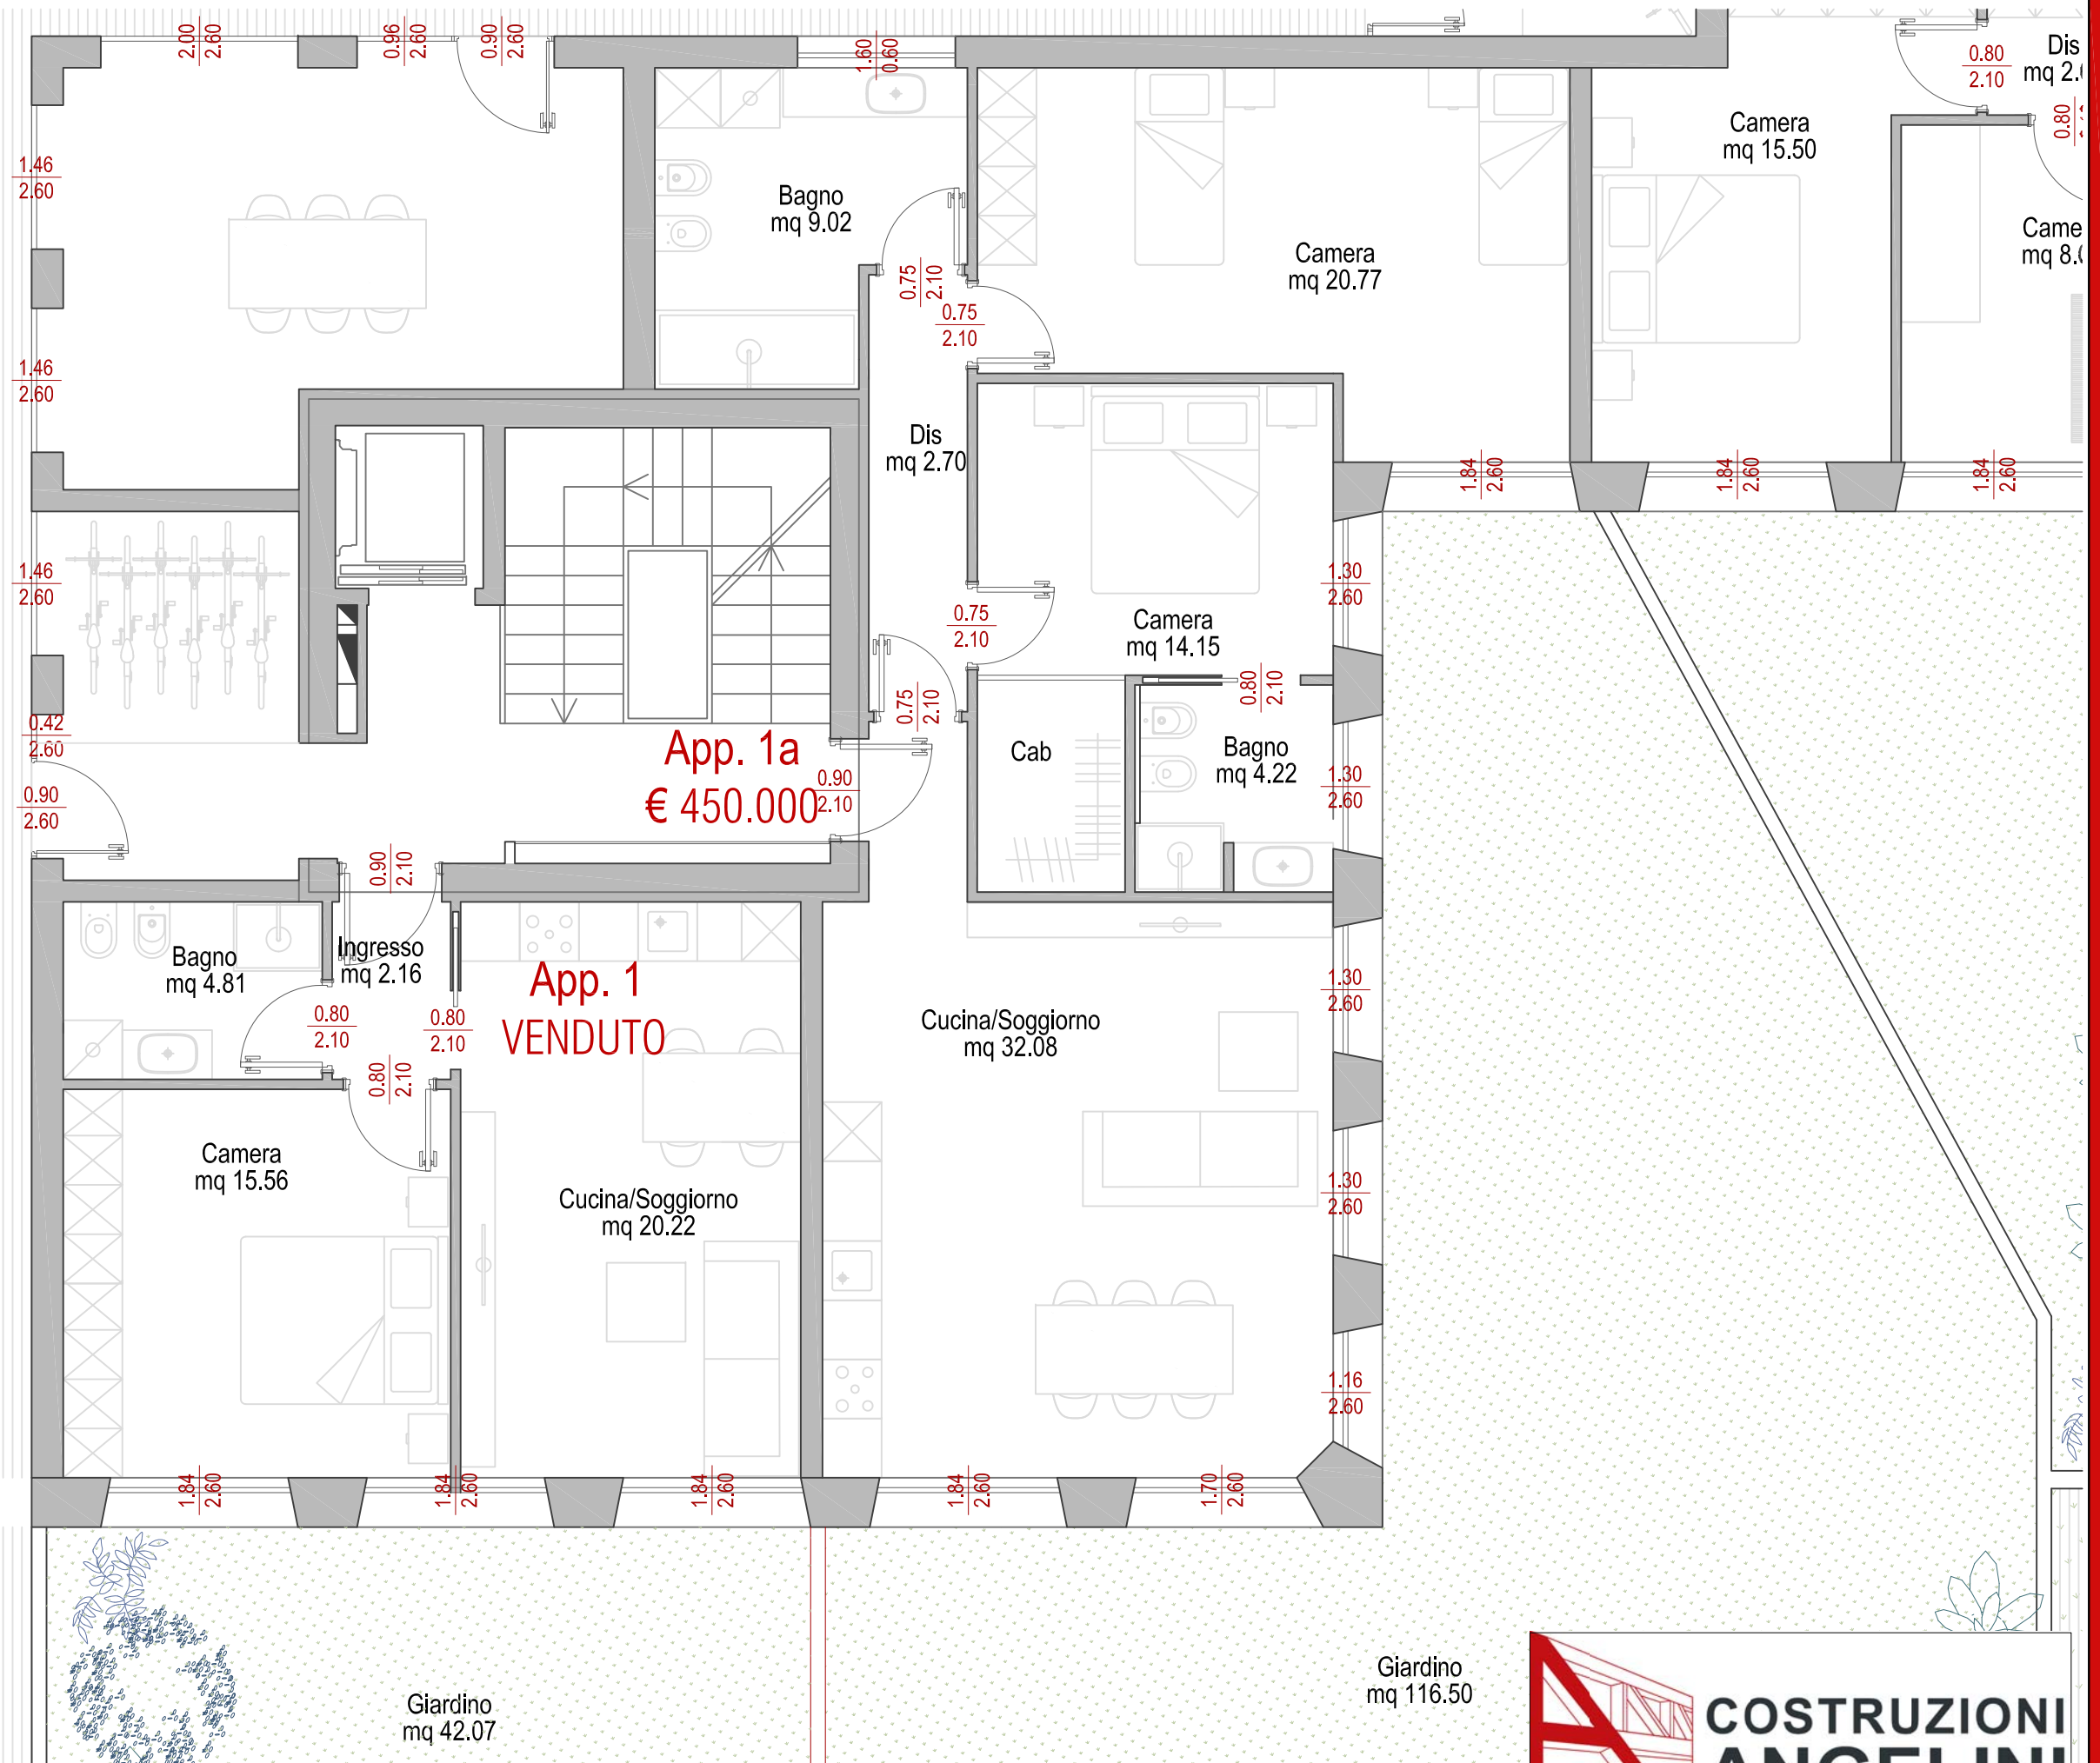 2.00
2.60
0.96
2.60
0.90
2.60
1.60
0.60
0.80
2.10
Dis
0.80
1.46
2.60
Camera
mq 15.50
Bagno
mq 9.02
Camera
mq 20.77
0.75
2.10
0.75
2.10
1.46
2.60
Dis
mq 2.70
1.84
2.60
1.84
2.60
1.84
2.60
1.46
2.60
1.30
2.60
0.75
2.10
Camera
mq 14.15
0.75
2.10
0.80
2.10
0.42
2.60
App. 1a
€ 450.000
0.90
2.10
Cab
Bagno
mq 4.22
1.30
2.60
0.90
2.60
0.90
2.10
Bagno
mq 4.81
Ingresso
mq 2.16
App. 1
VENDUTO
1.30
2.60
0.80
2.10
0.80
2.10
0.80
2.10
Cucina/Soggiorno
mq 32.08
Camera
mq 15.56
Cucina/Soggiorno
mq 20.22
1.30
2.60
1.16
2.60
1.84
2.60
1.84
2.60
1.84
2.60
1.84
2.60
1.70
2.60
Giardino
mq 42.07
Giardino
mq 116.50
COSTRUZIONI
ANGELINI